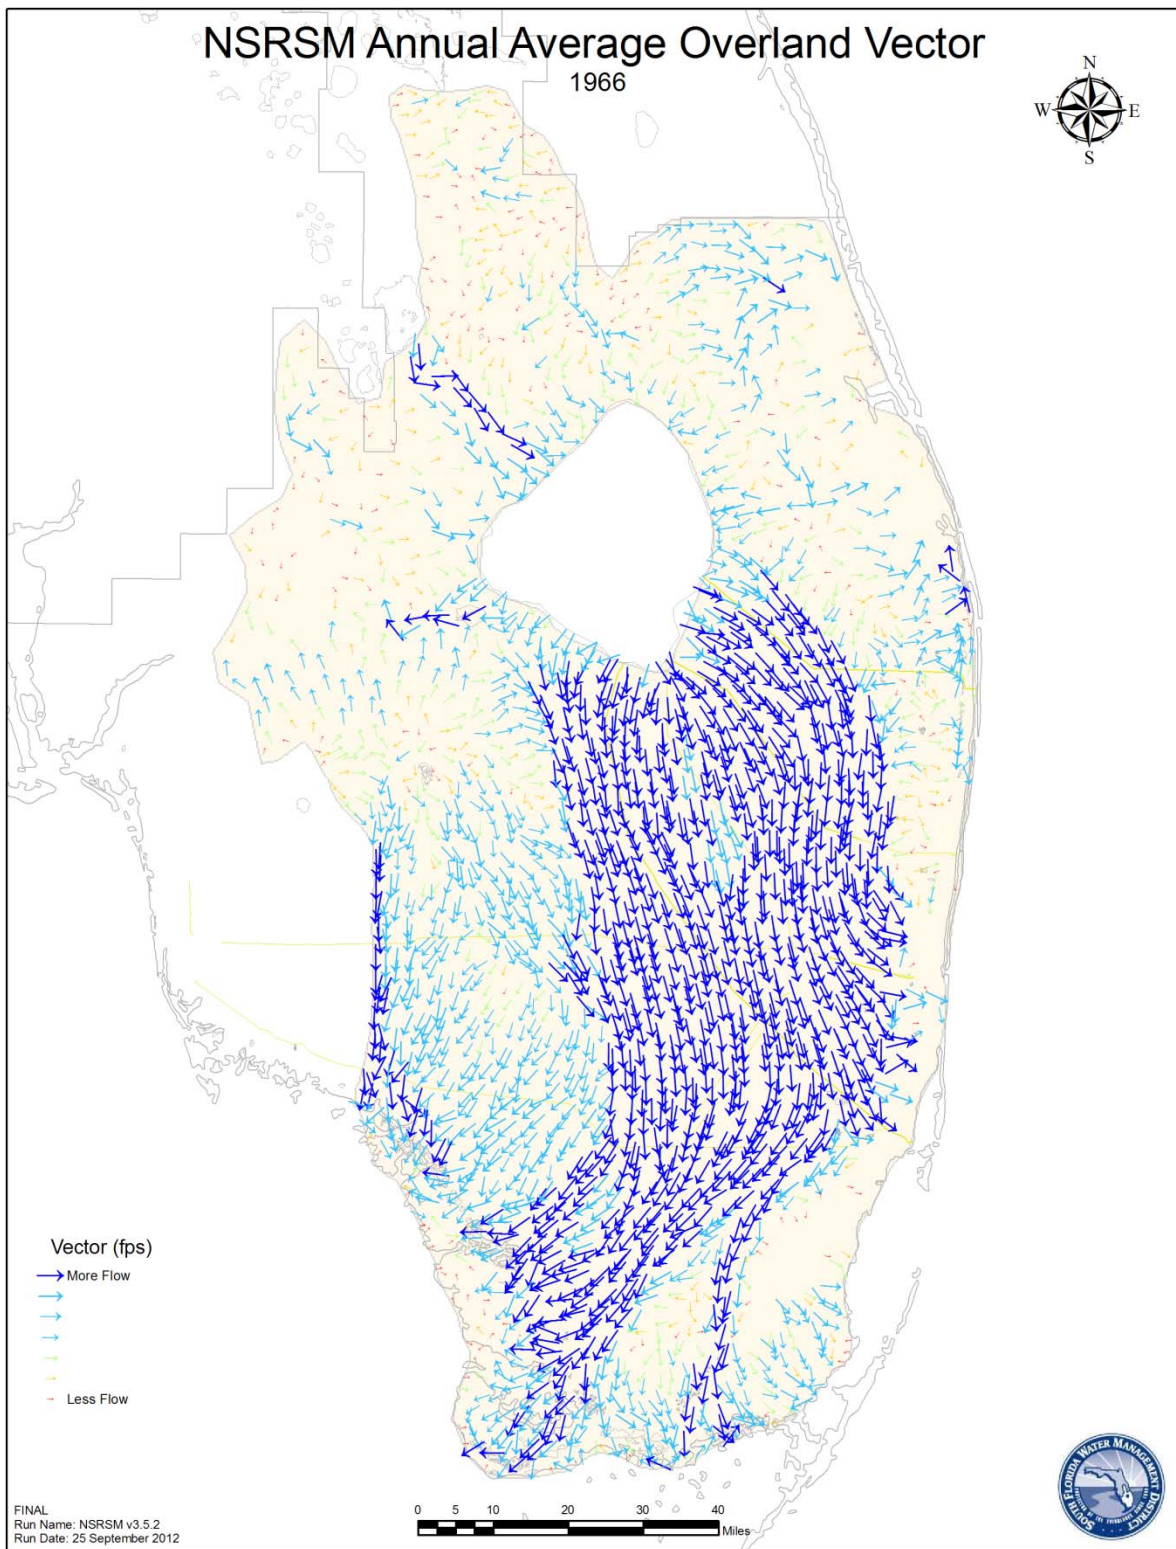 NSRSM Annual Average Overland Vector
1966
N
W E
S
Vector (fps)
More Flow
Less Flow
FINAL
Run Name: NSRSM v3.5.2
Run Date: 25 September 2012
0 5 10 20 30 40
Miles
SOUTH FLORIDA WATER MANAGEMENT DISTRICT